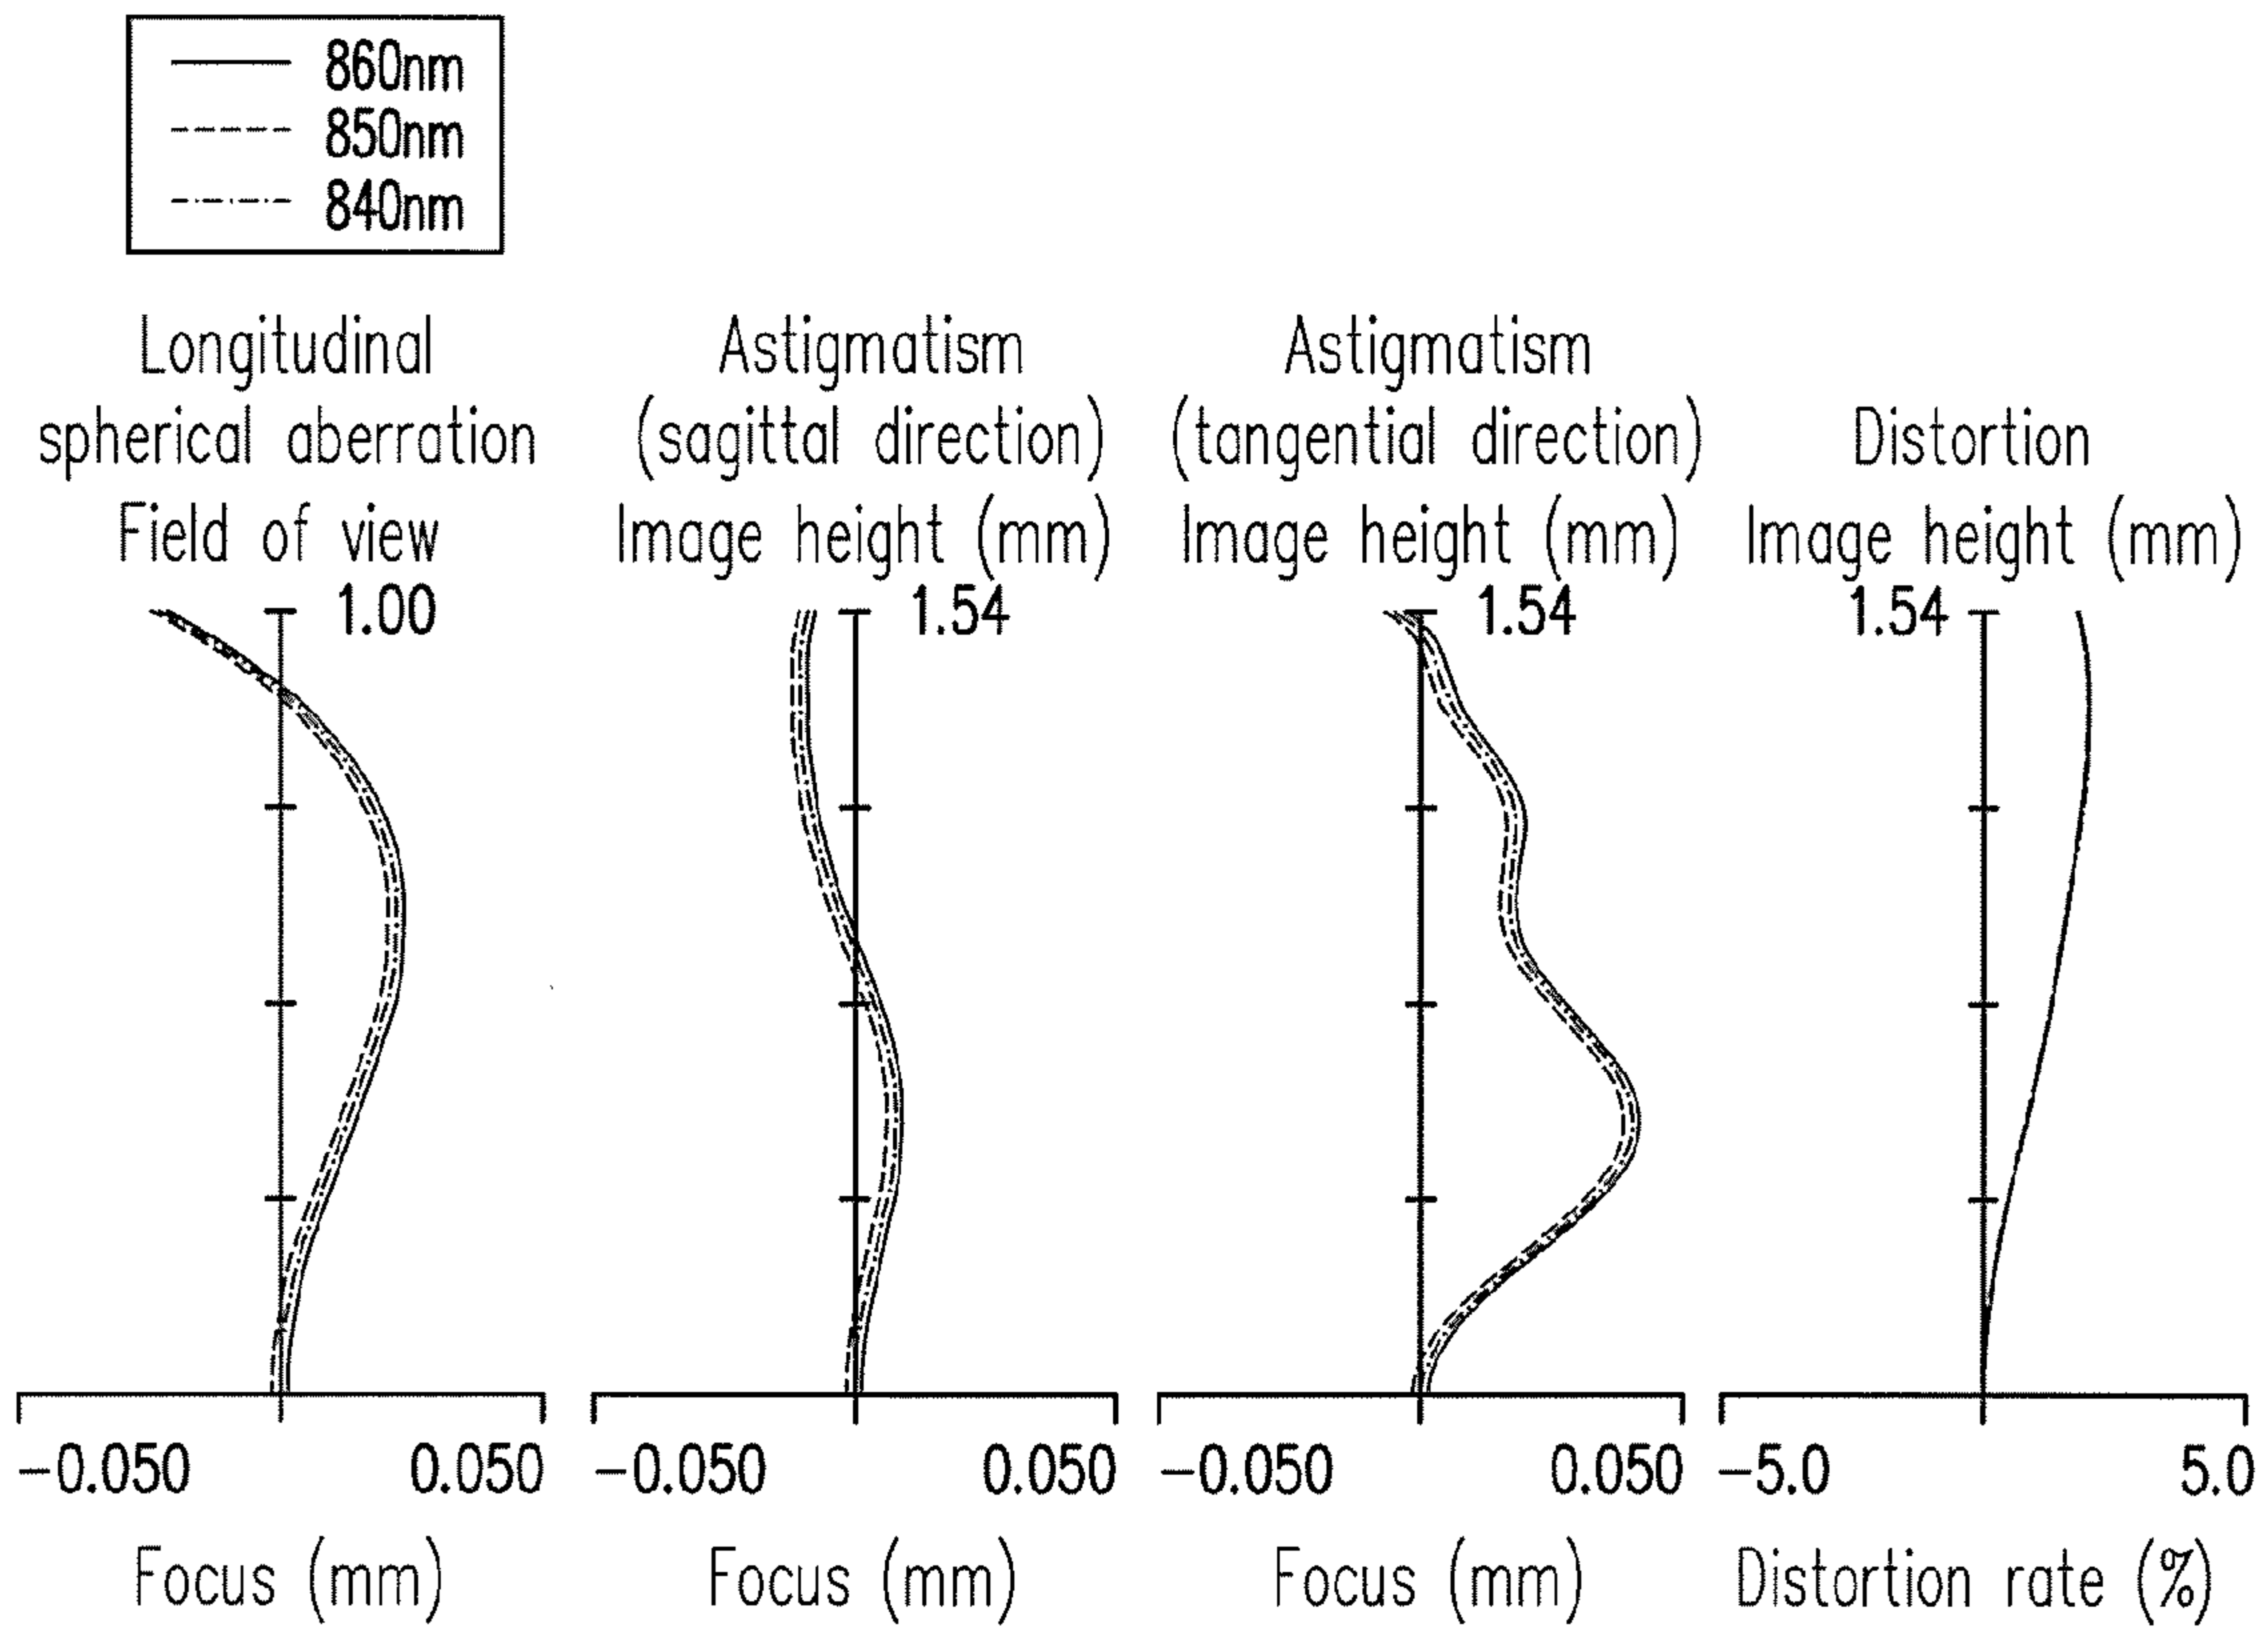 860nm
850nm
840nm
Longitudinal
spherical aberration
Field of view
1.00
-0.050
0.050
Focus (mm)
Astigmatism
(sagittal direction)
Image height (mm)
1.54
-0.050
0.050
Focus (mm)
Astigmatism
(tangential direction)
Image height (mm)
1.54
-0.050
0.050
Focus (mm)
Distortion
Image height (mm)
1.54
-5.0
5.0
Distortion rate (%)